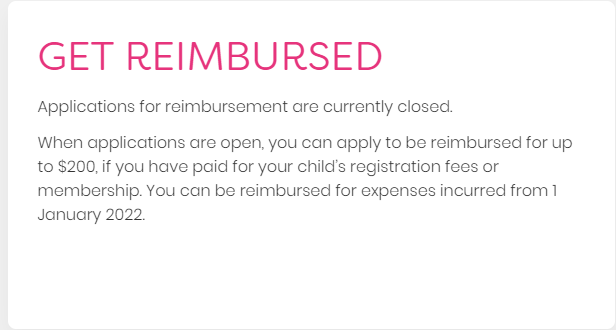 GET REIMBURSED
Applications for reimbursement are currently closed.
When applications are open, you can apply to be reimbursed for up
to $200, if you have paid for your child's registration fees or
membership. You can be reimbursed for expenses incurred from 1
January 2022.